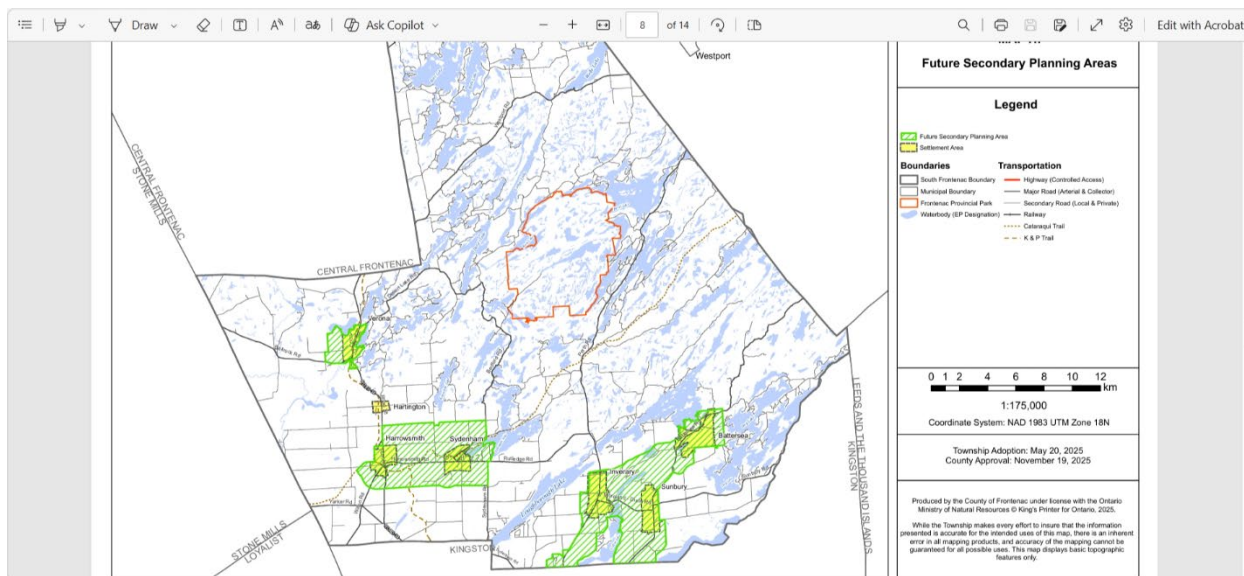 Draw
Ask Copilot
8 of 14
Edit with Acrobat
Westport
Future Secondary Planning Areas
Legend
Future Secondary Planning Area
Settlement Area
Boundaries
South Frontenac Boundary
Municipal Boundary
Frontenac Provincial Park
Waterbody (EP Designation)
Transportation
Highway (Controlled Access)
Major Road (Arterial & Collector)
Secondary Road (Local & Private)
Railway
Cataraqui Trail
K & P Trail
CENTRAL FRONTENAC
STONE MILLS
CENTRAL FRONTENAC
Verona
Hartington
Harrowsmith
Sydenham
Rutledge Rd
Battersea
Inverary
Sunbury
STONE MILLS
LOYALIST
KINGSTON
LEEDS AND THE THOUSAND ISLANDS
KINGSTON
0 1 2 4 6 8 10 12
km
1:175,000
Coordinate System: NAD 1983 UTM Zone 18N
Township Adoption: May 20, 2025
County Approval: November 19, 2025
Produced by the County of Frontenac under license with the Ontario
Ministry of Natural Resources © King's Printer for Ontario, 2025.
While the Township makes every effort to insure that the information
presented is accurate for the intended uses of this map, there is an inherent
error in all mapping products, and accuracy of the mapping cannot be
guaranteed for all possible uses. This map displays basic topographic
features only.